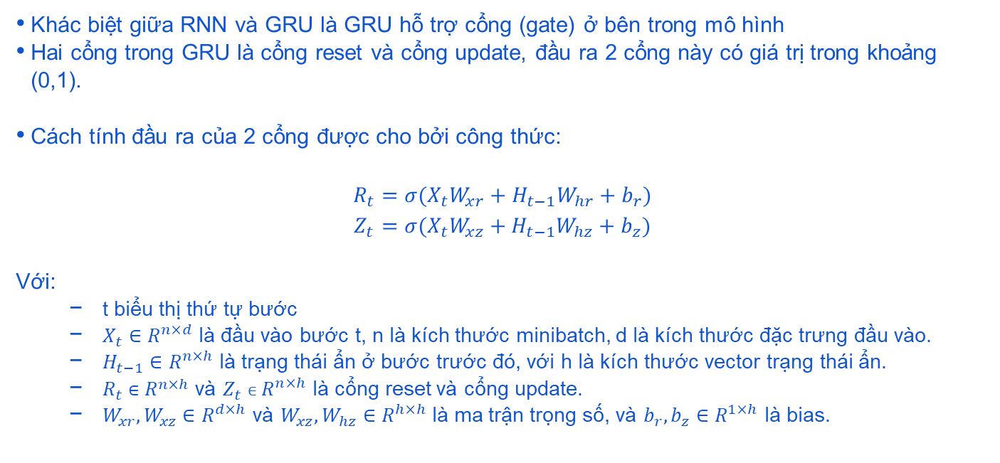 • Khác biệt giữa RNN và GRU là GRU hỗ trợ cổng (gate) ở bên trong mô hình
• Hai cổng trong GRU là cổng reset và cổng update, đầu ra 2 cổng này có giá trị trong khoảng
(0,1).
• Cách tính đầu ra của 2 cổng được cho bởi công thức:
$R_t = \sigma(X_t W_{xr} + H_{t-1} W_{hr} + b_r)$
$Z_t = \sigma(X_t W_{xz} + H_{t-1} W_{hz} + b_z)$
Với:
− t biểu thị thứ tự bước
− $X_t \in R^{n \times d}$ là đầu vào bước t, n là kích thước minibatch, d là kích thước đặc trưng đầu vào.
− $H_{t-1} \in R^{n \times h}$ là trạng thái ẩn ở bước trước đó, với h là kích thước vector trạng thái ẩn.
− $R_t \in R^{n \times h}$ và $Z_t \in R^{n \times h}$ là cổng reset và cổng update.
− $W_{xr}, W_{xz} \in R^{d \times h}$ và $W_{xz}, W_{hz} \in R^{h \times h}$ là ma trận trọng số, và $b_r, b_z \in R^{1 \times h}$ là bias.